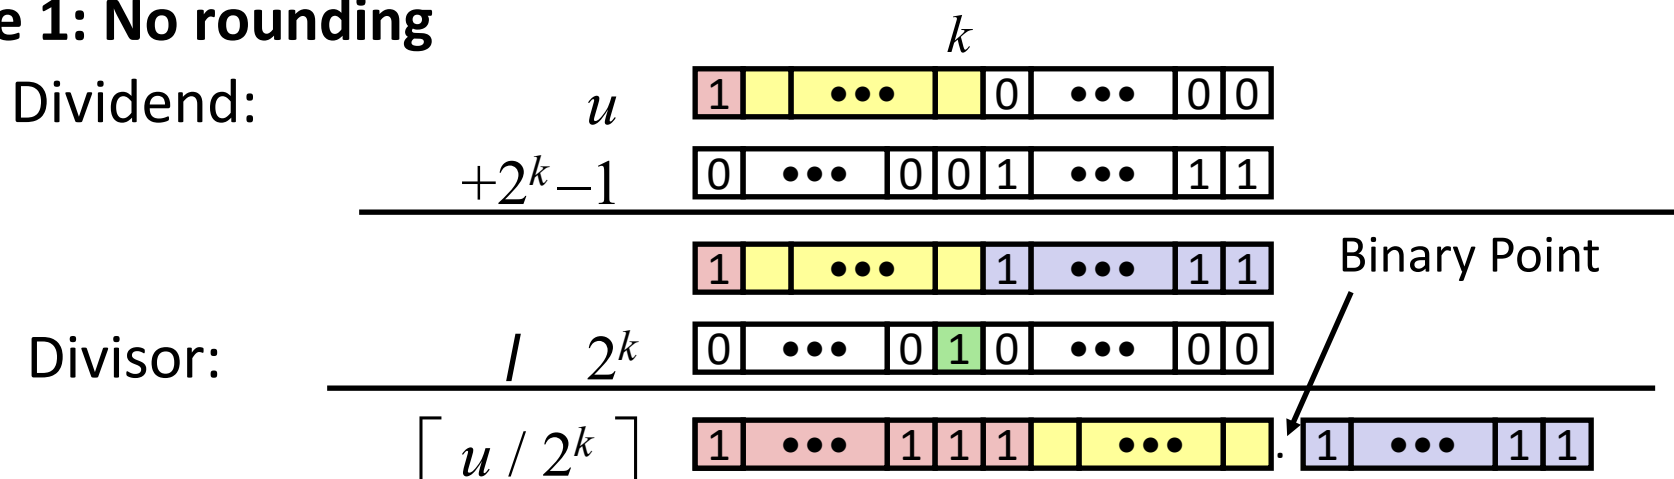 e 1: No rounding
k
Dividend: u 1 ••• 0 ••• 0 0
+2^k –1 0 ••• 0 0 1 ••• 1 1
1 ••• 1 ••• 1 1
Binary Point
Divisor: / 2^k 0 ••• 0 1 0 ••• 0 0
⌈ u / 2^k ⌉ 1 ••• 1 1 1 ••• . 1 ••• 1 1